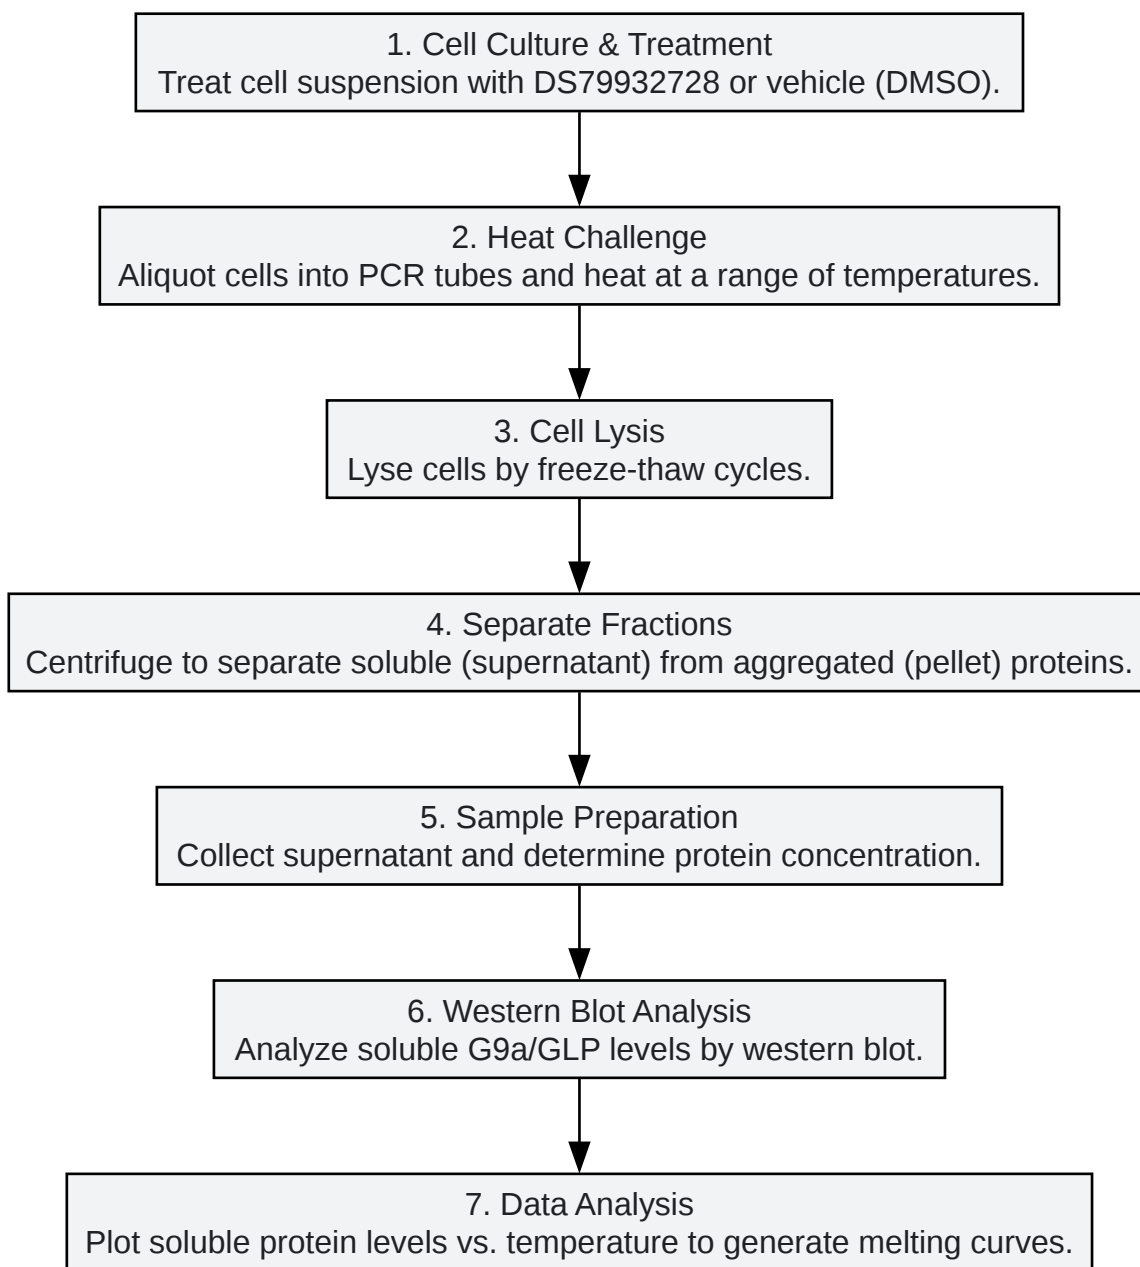 1. Cell Culture & Treatment
Treat cell suspension with DS79932728 or vehicle (DMSO).
2. Heat Challenge
Aliquot cells into PCR tubes and heat at a range of temperatures.
3. Cell Lysis
Lyse cells by freeze-thaw cycles.
4. Separate Fractions
Centrifuge to separate soluble (supernatant) from aggregated (pellet) proteins.
5. Sample Preparation
Collect supernatant and determine protein concentration.
6. Western Blot Analysis
Analyze soluble G9a/GLP levels by western blot.
7. Data Analysis
Plot soluble protein levels vs. temperature to generate melting curves.